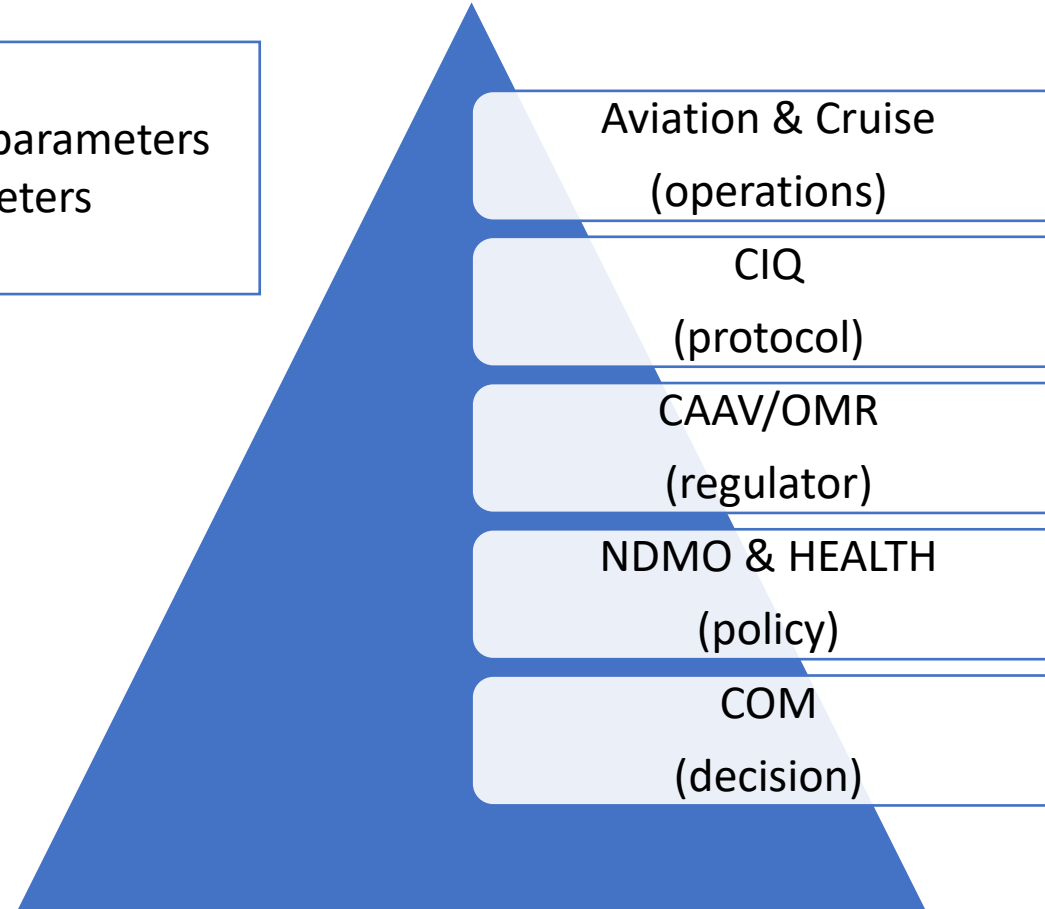 parameters
eters
Aviation & Cruise
(operations)
CIQ
(protocol)
CAAV/OMR
(regulator)
NDMO & HEALTH
(policy)
COM
(decision)